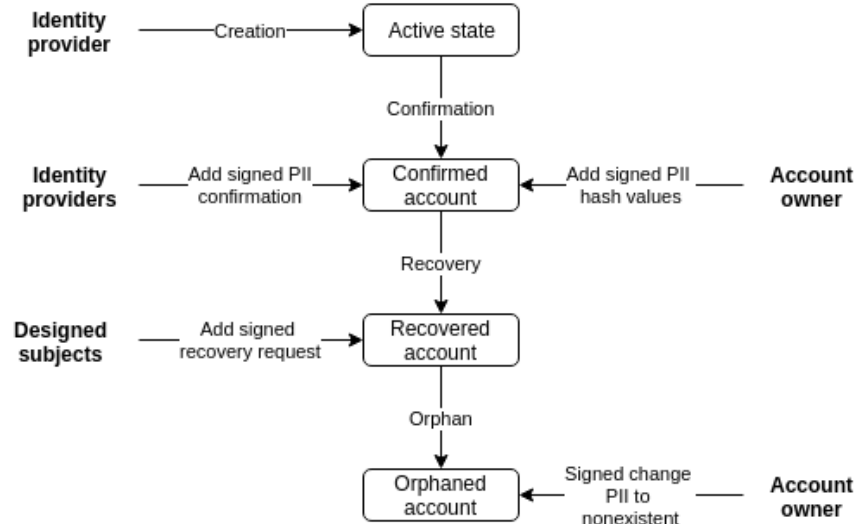 Identity
provider
Creation
Active state
Confirmation
Identity
providers
Add signed PII
confirmation
Confirmed
account
Add signed PII
hash values
Account
owner
Recovery
Designed
subjects
Add signed
recovery request
Recovered
account
Orphan
Orphaned
account
Signed change
PII to
nonexistent
Account
owner